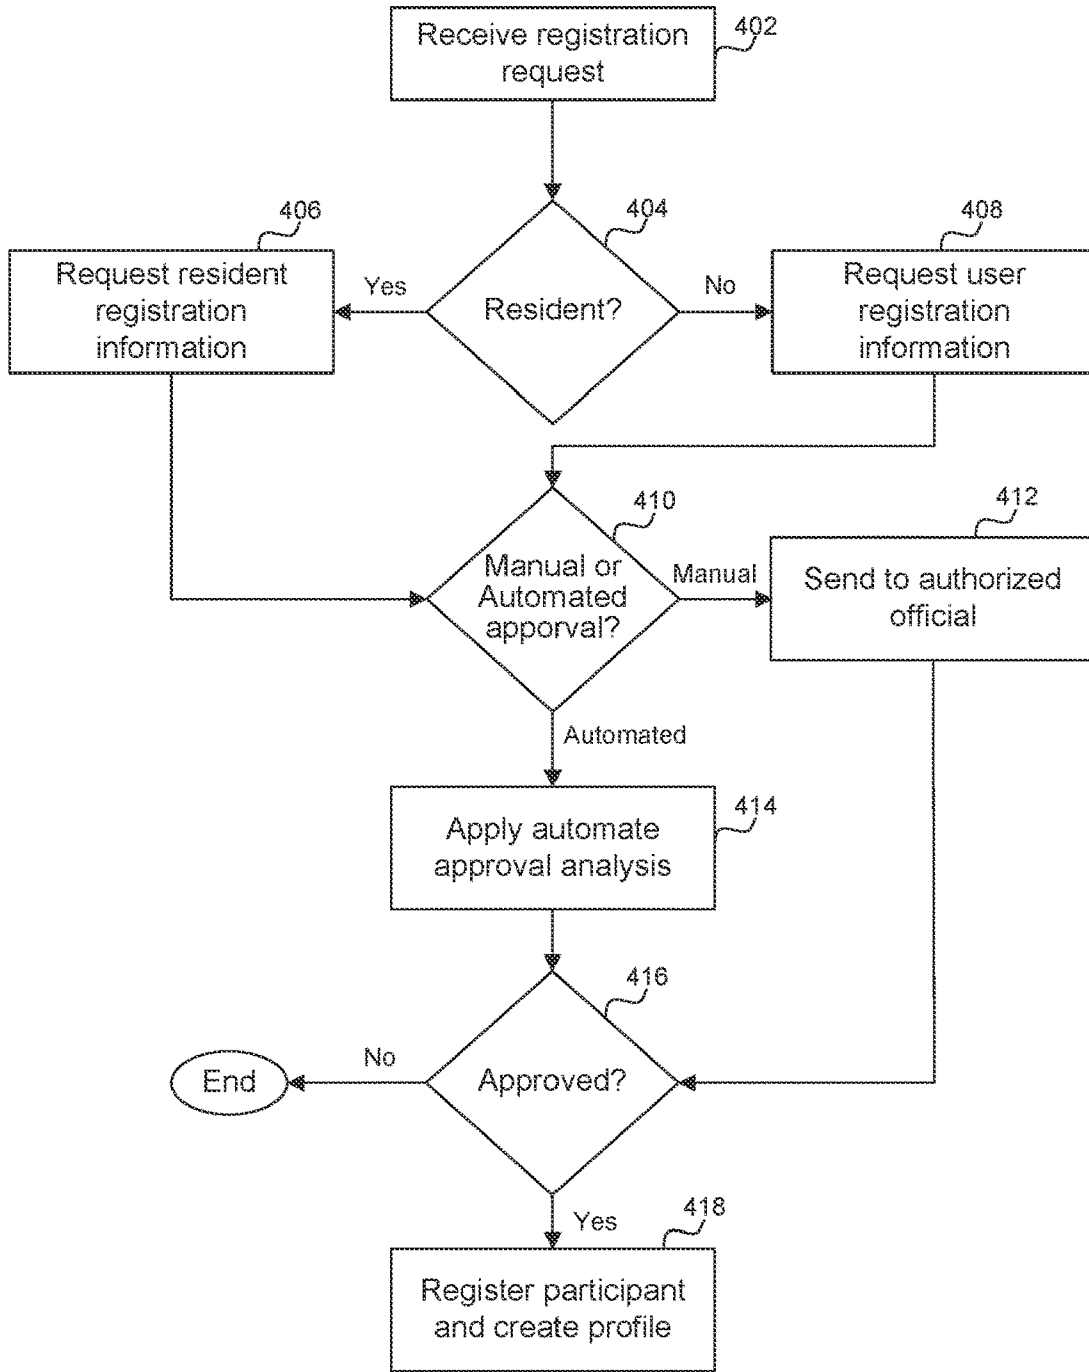 Receive registration
request
402
404
Resident?
Yes
No
406
Request resident
registration
information
408
Request user
registration
information
410
Manual or
Automated
apporval?
Manual
412
Send to authorized
official
Automated
414
Apply automate
approval analysis
416
Approved?
No
End
Yes
418
Register participant
and create profile